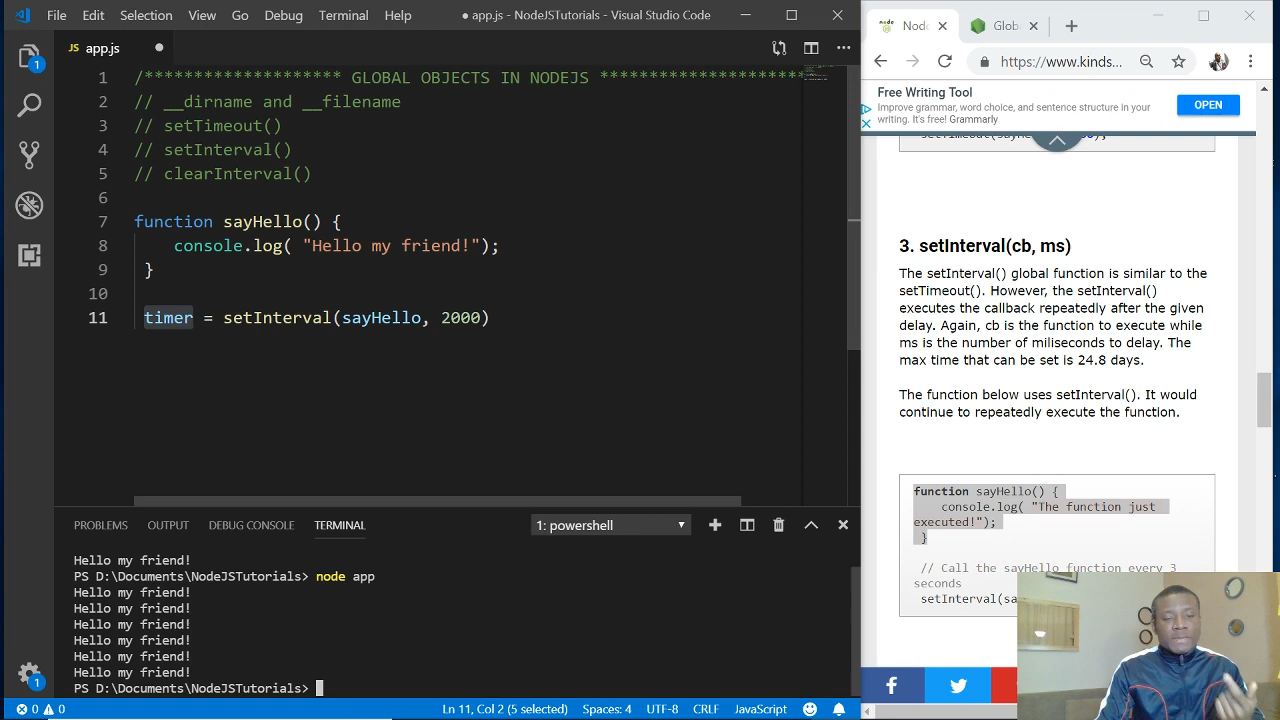 File Edit Selection View Go Debug Terminal Help
● app.js - NodeJSTutorials - Visual Studio Code
JS app.js ●
1 /******************** GLOBAL OBJECTS IN NODEJS ********************
2 // __dirname and __filename
3 // setTimeout()
4 // setInterval()
5 // clearInterval()
6
7 function sayHello() {
8 console.log( "Hello my friend!");
9 }
10
11 timer = setInterval(sayHello, 2000)
PROBLEMS OUTPUT DEBUG CONSOLE TERMINAL 1: powershell
Hello my friend!
PS D:\Documents\NodeJSTutorials> node app
Hello my friend!
Hello my friend!
Hello my friend!
Hello my friend!
Hello my friend!
Hello my friend!
PS D:\Documents\NodeJSTutorials>
0 0 Ln 11, Col 2 (5 selected) Spaces: 4 UTF-8 CRLF JavaScript 1
1
1
node
Node
Glob
https://www.kinds...
Free Writing Tool
Improve grammar, word choice, and sentence structure in your
writing. It's free! Grammarly
OPEN
3. setInterval(cb, ms)
The setInterval() global function is similar to the
setTimeout(). However, the setInterval()
executes the callback repeatedly after the given
delay. Again, cb is the function to execute while
ms is the number of miliseconds to delay. The
max time that can be set is 24.8 days.
The function below uses setInterval(). It would
continue to repeatedly execute the function.
function sayHello() {
console.log( "The function just
executed!");
}
// Call the sayHello function every 3
seconds
setInterval(sa